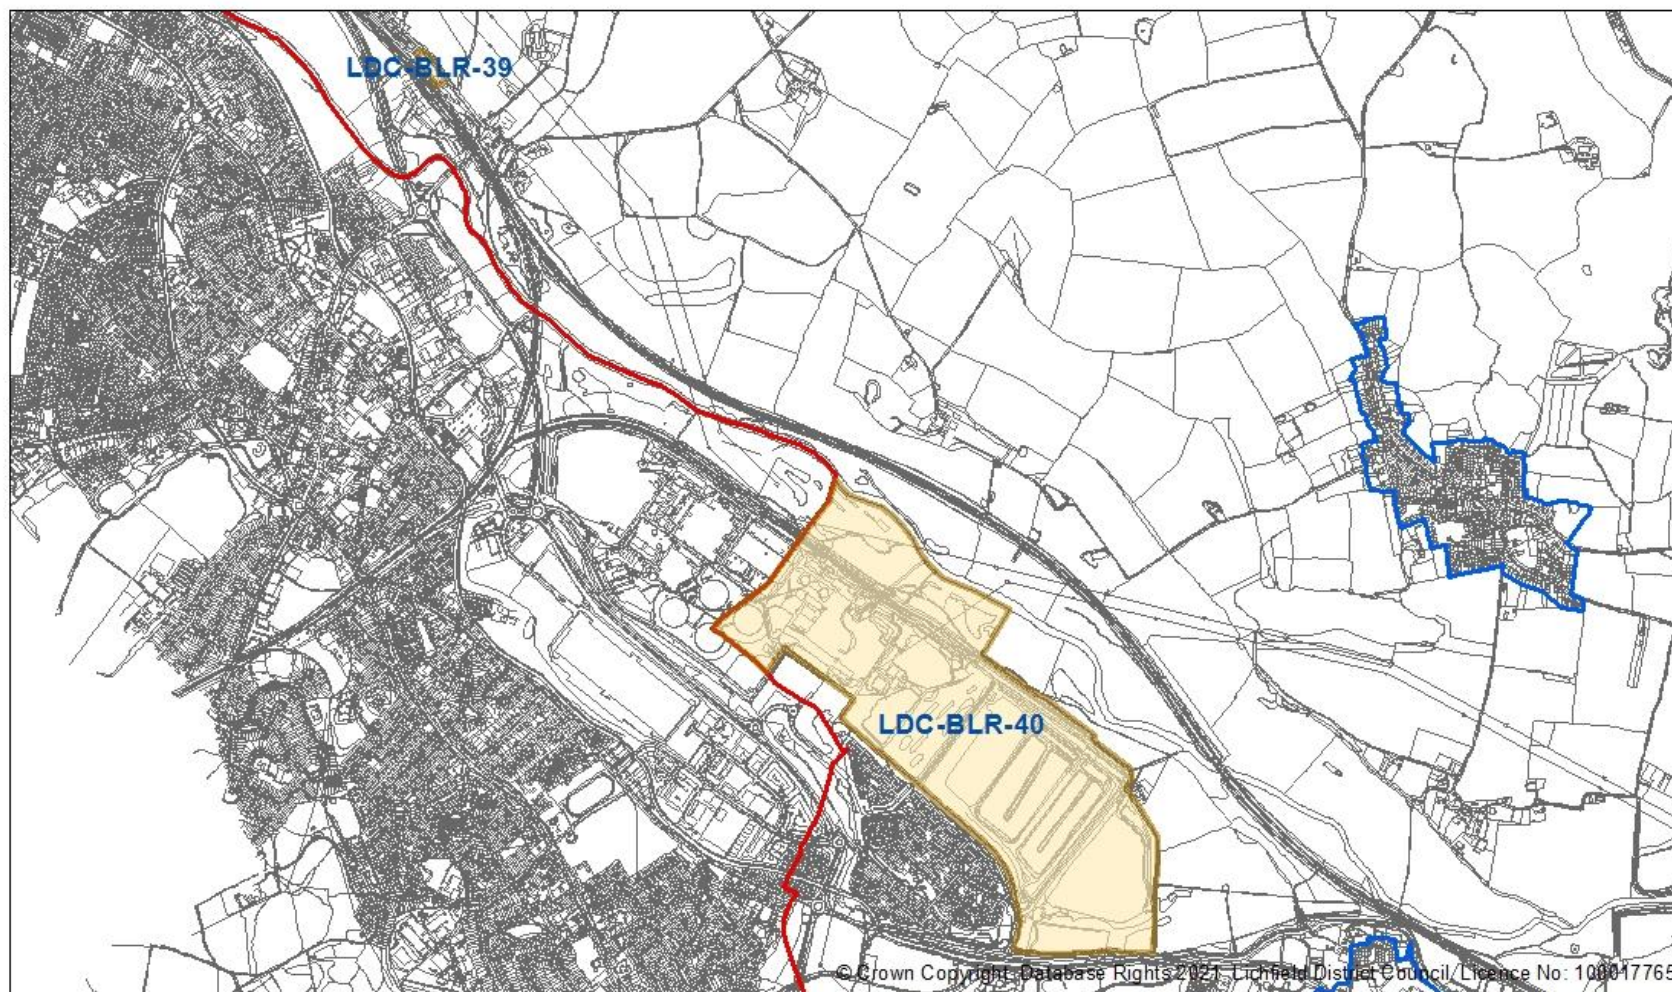 LDC-BLR-39
LDC-BLR-40
© Crown Copyright. Database Rights 2021. Lichfield District Council. Licence No: 100017765